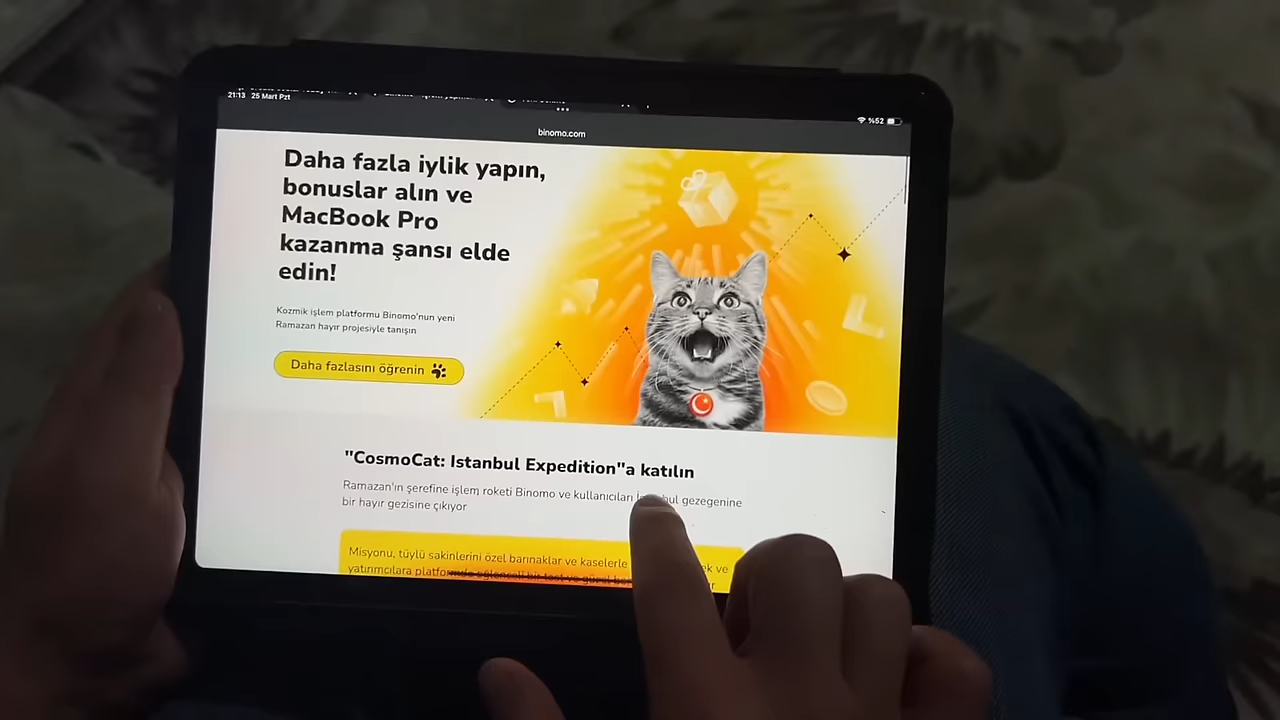 21:13 25 Mart Pzt
%52
binomo.com
Daha fazla iylik yapın,
bonuslar alın ve
MacBook Pro
kazanma şansı elde
edin!
Kozmik işlem platformu Binomo'nun yeni
Ramazan hayır projesiyle tanışın
Daha fazlasını öğrenin
"CosmoCat: Istanbul Expedition"a katılın
Ramazan'ın şerefine işlem roketi Binomo ve kullanıcıları gezegenine
bir hayır gezisine çıkıyor
Misyonu, tüylü sakinlerini özel barınaklar ve kaselerle ve
yatırımcılara